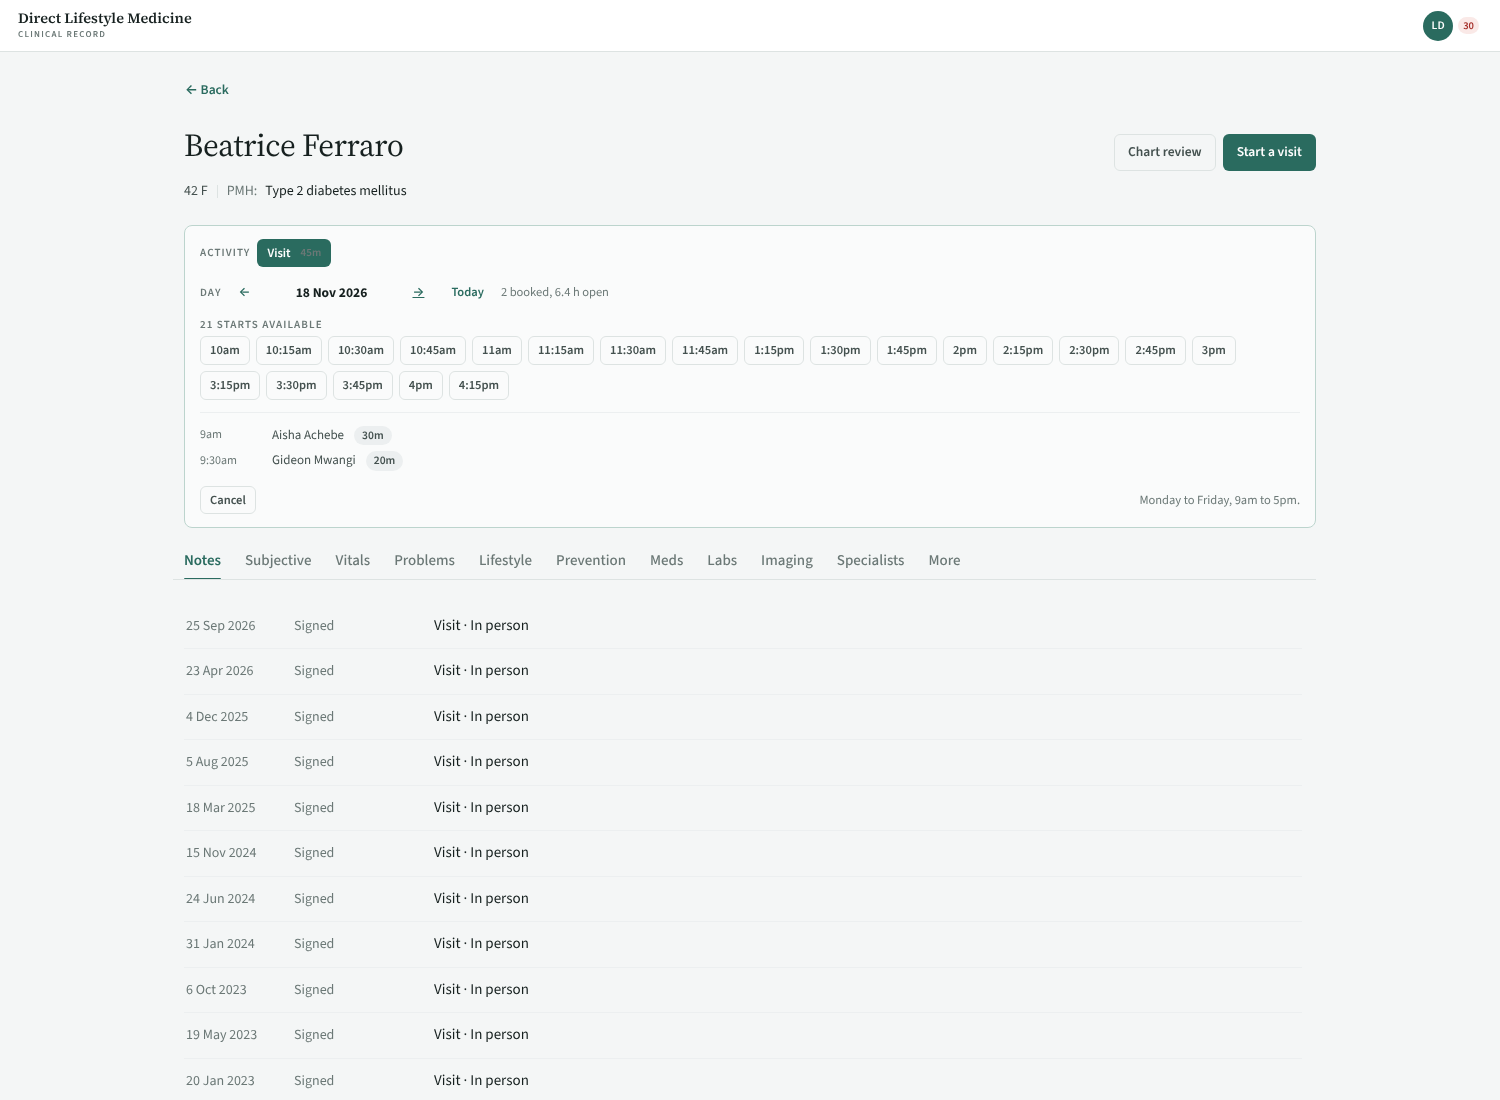 Direct Lifestyle Medicine
CLINICAL RECORD
LD 30
← Back
Beatrice Ferraro
Chart review Start a visit
42 F PMH: Type 2 diabetes mellitus
ACTIVITY Visit 45m
DAY ← 18 Nov 2026 → Today 2 booked, 6.4 h open
21 STARTS AVAILABLE
10am 10:15am 10:30am 10:45am 11am 11:15am 11:30am 11:45am 1:15pm 1:30pm 1:45pm 2pm 2:15pm 2:30pm 2:45pm 3pm
3:15pm 3:30pm 3:45pm 4pm 4:15pm
9am Aisha Achebe 30m
9:30am Gideon Mwangi 20m
Cancel Monday to Friday, 9am to 5pm.
Notes Subjective Vitals Problems Lifestyle Prevention Meds Labs Imaging Specialists More
25 Sep 2026 Signed Visit · In person
23 Apr 2026 Signed Visit · In person
4 Dec 2025 Signed Visit · In person
5 Aug 2025 Signed Visit · In person
18 Mar 2025 Signed Visit · In person
15 Nov 2024 Signed Visit · In person
24 Jun 2024 Signed Visit · In person
31 Jan 2024 Signed Visit · In person
6 Oct 2023 Signed Visit · In person
19 May 2023 Signed Visit · In person
20 Jan 2023 Signed Visit · In person